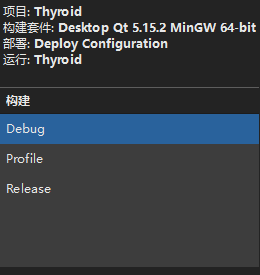 项目: Thyroid
构建套件: Desktop Qt 5.15.2 MinGW 64-bit
部署: Deploy Configuration
运行: Thyroid
构建
Debug
Profile
Release